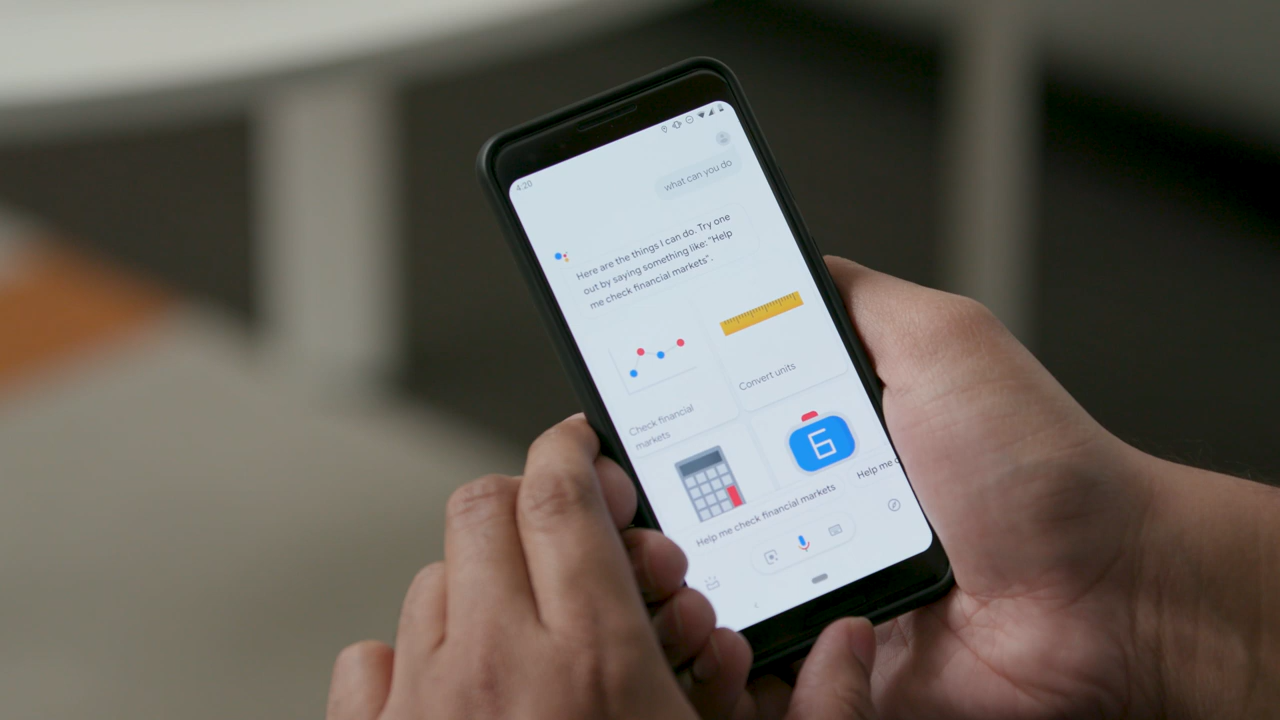 4:20
what can you do
Here are the things I can do. Try one
out by saying something like: "Help
me check financial markets".
Check financial
markets
Convert units
6
Help me check financial markets
Help me